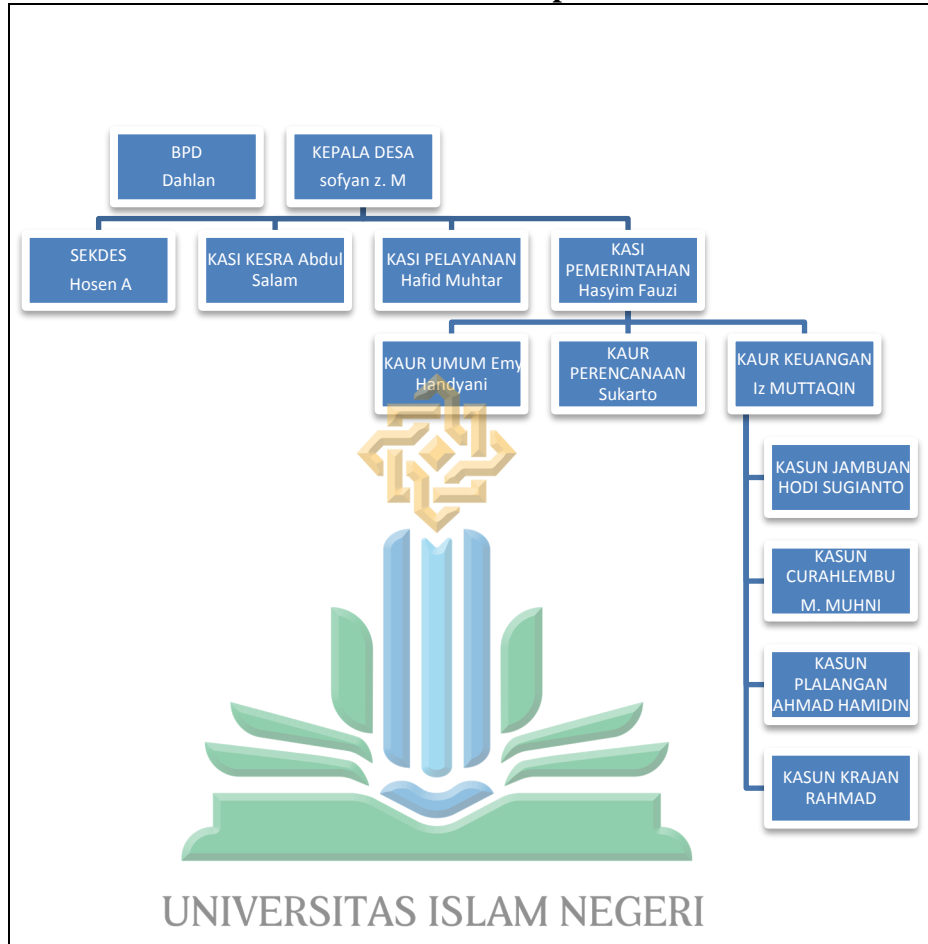 BPD
Dahlan
KEPALA DESA
sofyan z. M
SEKDES
Hosen A
KASI KESRA Abdul
Salam
KASI PELAYANAN
Hafid Muhtar
KASI
PEMERINTAHAN
Hasyim Fauzi
KAUR UMUM Emy
Handyani
KAUR
PERENCANAAN
Sukarto
KAUR KEUANGAN
Iz MUTTAQIN
KASUN JAMBUAN
HODI SUGIANTO
KASUN
CURAHLEMBU
M. MUHNI
KASUN
PLALANGAN
AHMAD HAMIDIN
KASUN KRAJAN
RAHMAD
UNIVERSITAS ISLAM NEGERI